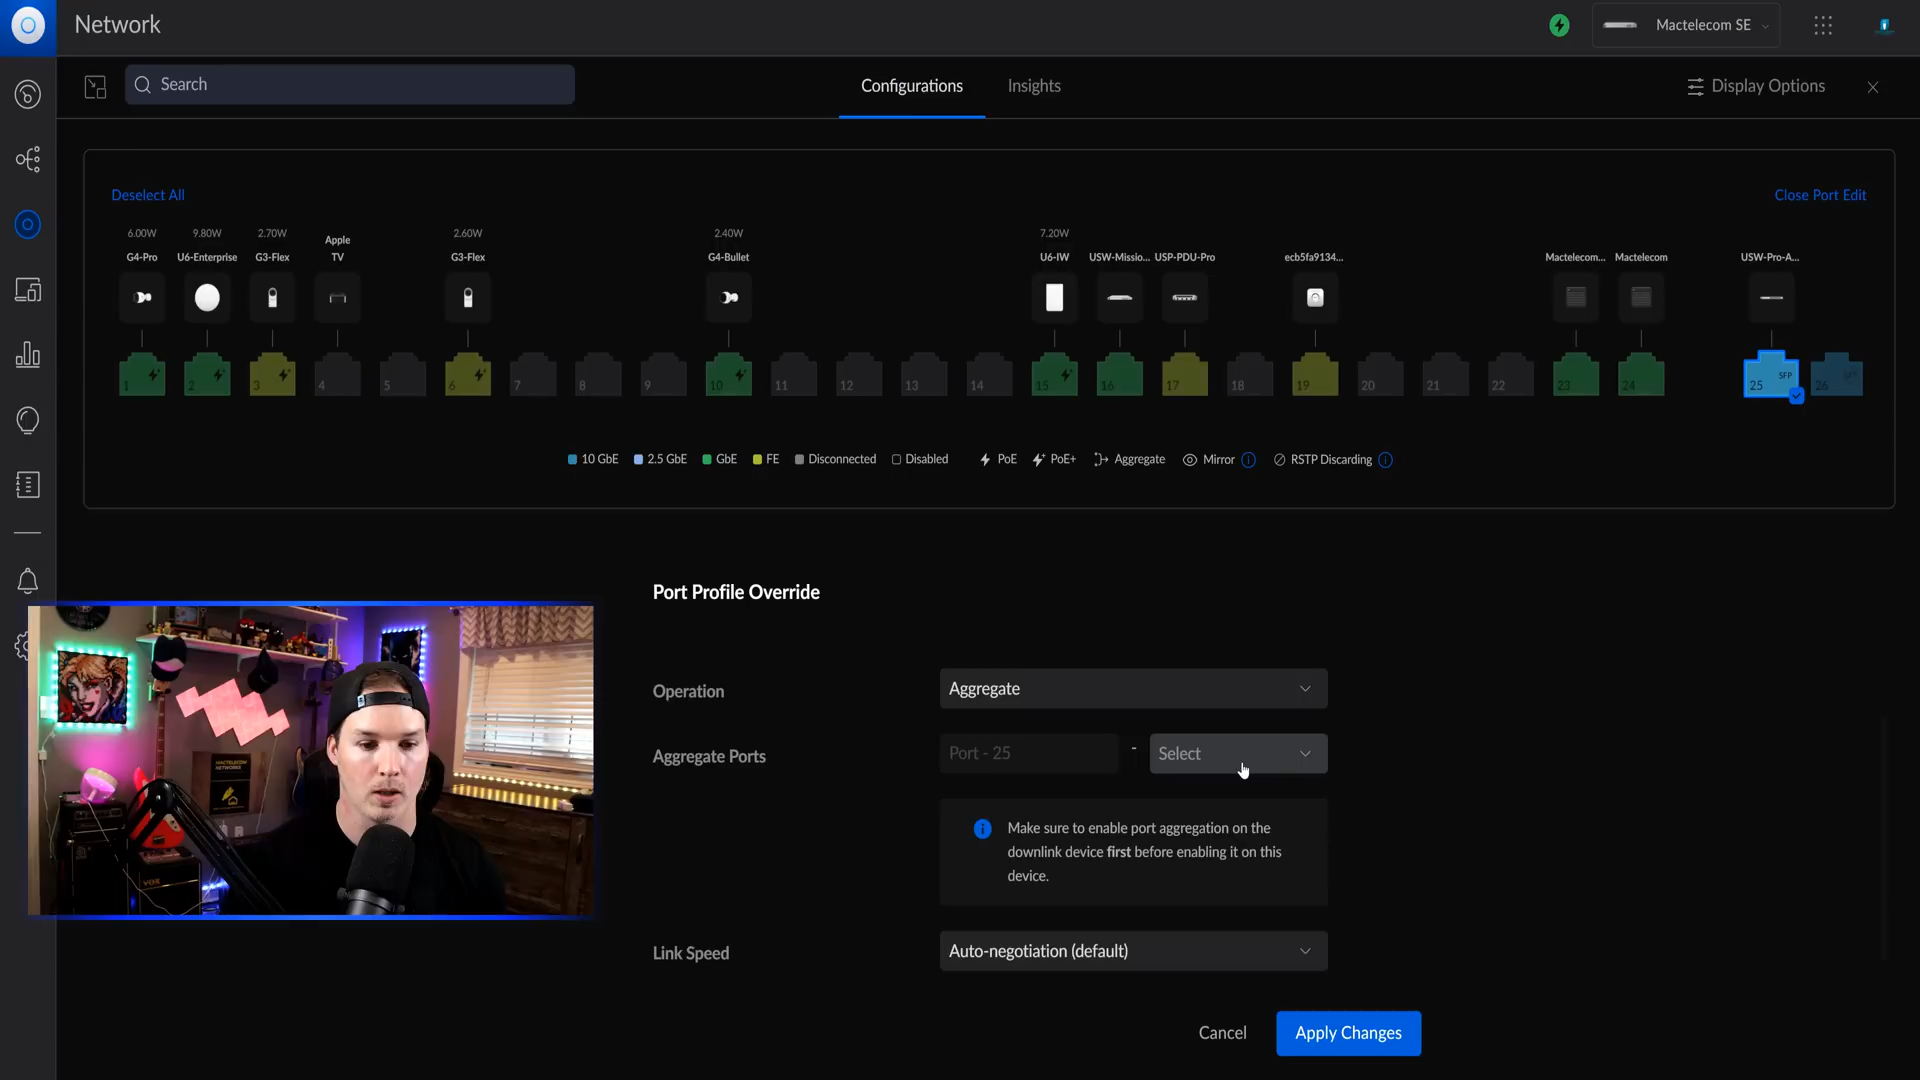 Network
Mactelecom SE
Search
Configurations
Insights
Display Options
Deselect All
Close Port Edit
6.00W
9.80W
2.70W
Apple
2.60W
2.40W
7.20W
G4-Pro
U6-Enterprise
G3-Flex
TV
G3-Flex
G4-Bullet
U6-IW
USW-Missio...
USP-PDU-Pro
ecb5fa9134...
Mactelecom...
Mactelecom
USW-Pro-A...
1
2
3
4
5
6
7
8
9
10
11
12
13
14
15
16
17
18
19
20
21
22
23
24
25
SFP
26
SFP
10 GbE
2.5 GbE
GbE
FE
Disconnected
Disabled
PoE
PoE+
Aggregate
Mirror
RSTP Discarding
Port Profile Override
Operation
Aggregate
Aggregate Ports
Port - 25
-
Select
Make sure to enable port aggregation on the
downlink device first before enabling it on this
device.
Link Speed
Auto-negotiation (default)
Cancel
Apply Changes
MACTELECOM
NETWORKS